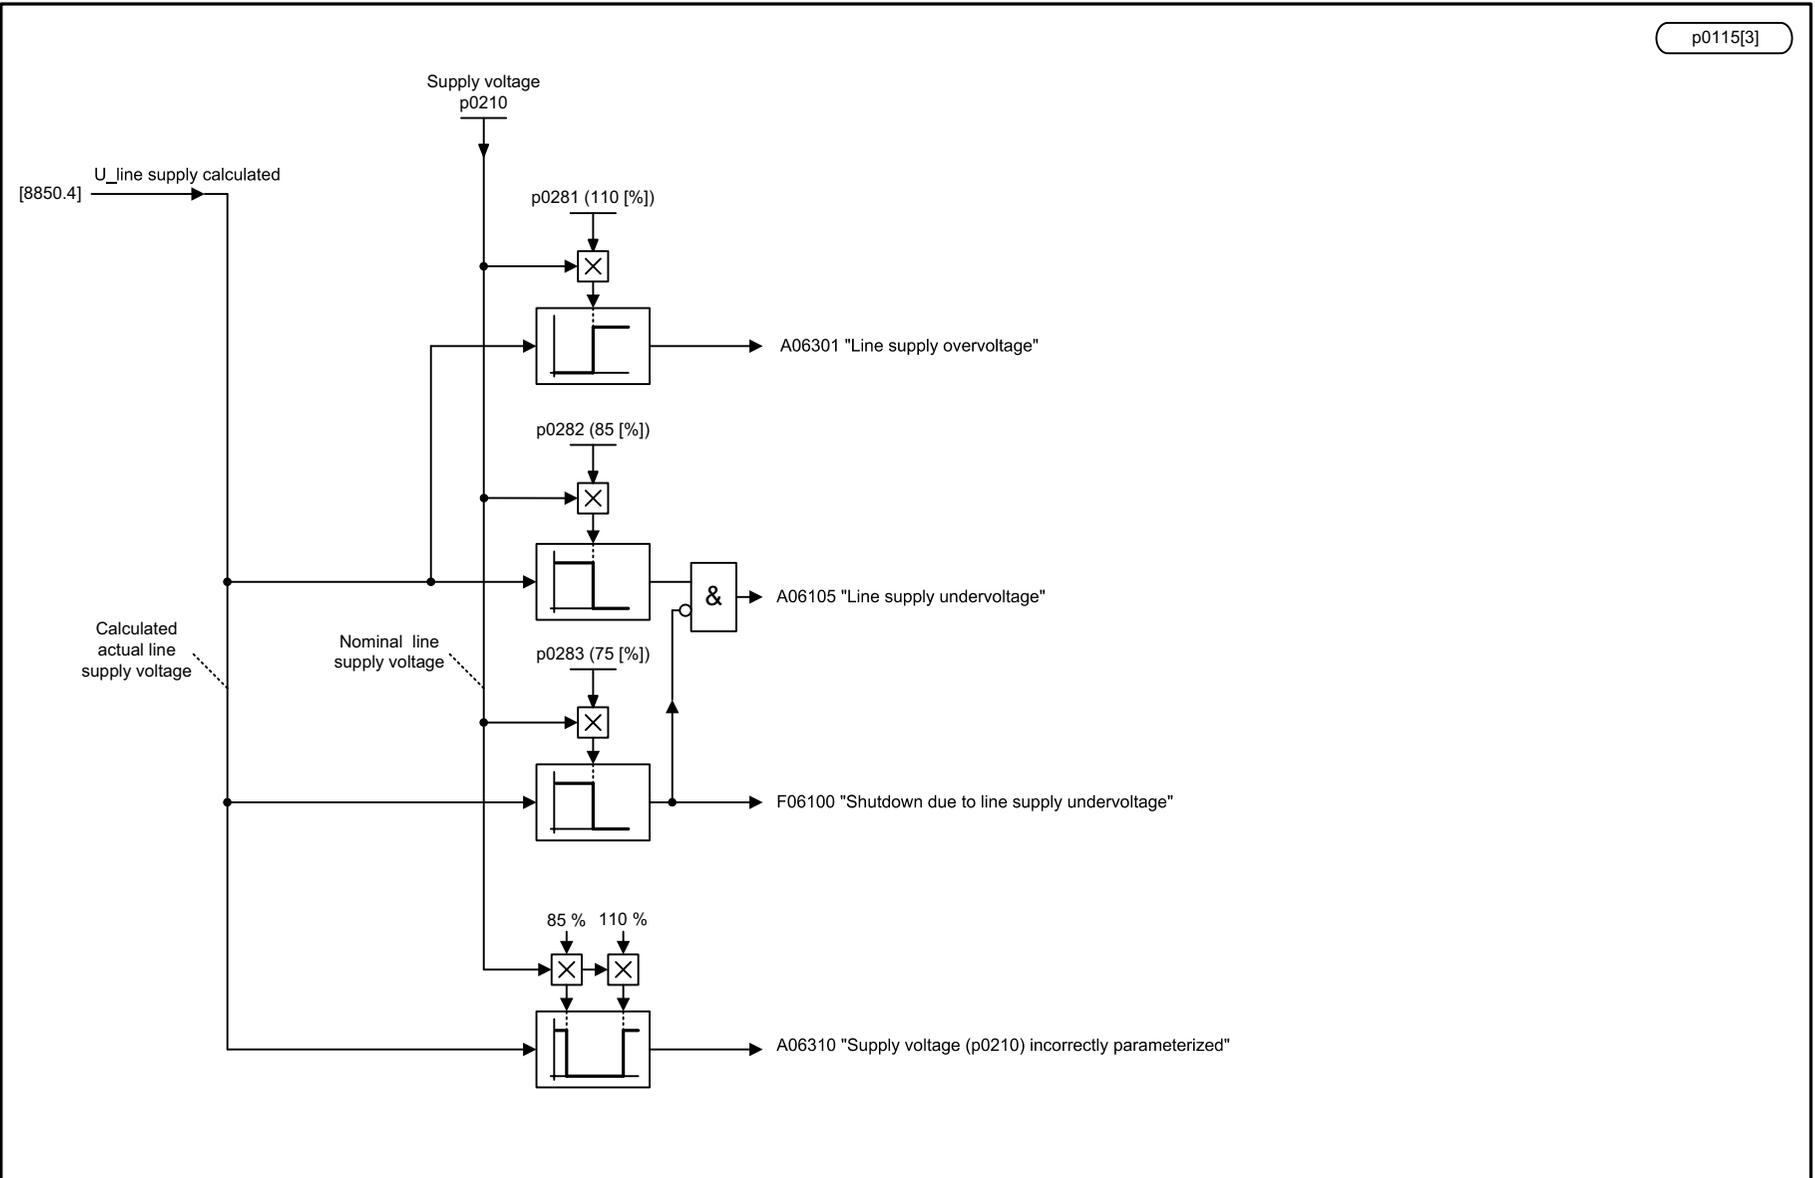 p0115[3]
Supply voltage
p0210
U_line supply calculated
[8850.4]
p0281 (110 [%])
A06301 "Line supply overvoltage"
p0282 (85 [%])
&
A06105 "Line supply undervoltage"
Calculated
actual line
supply voltage
Nominal line
supply voltage
p0283 (75 [%])
F06100 "Shutdown due to line supply undervoltage"
85 %
110 %
A06310 "Supply voltage (p0210) incorrectly parameterized"